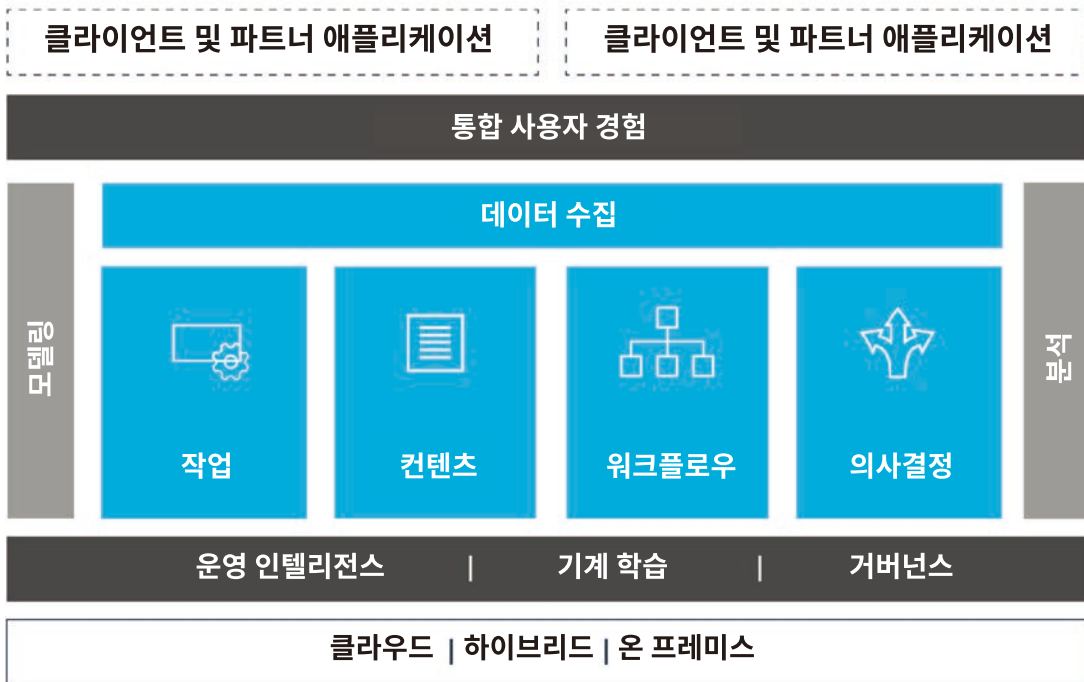 클라이언트 및 파트너 애플리케이션
클라이언트 및 파트너 애플리케이션
통합 사용자 경험
모델링
데이터 수집
분석
작업
컨텐츠
워크플로우
의사결정
운영 인텔리전스 | 기계 학습 | 거버넌스
클라우드 | 하이브리드 | 온 프레미스